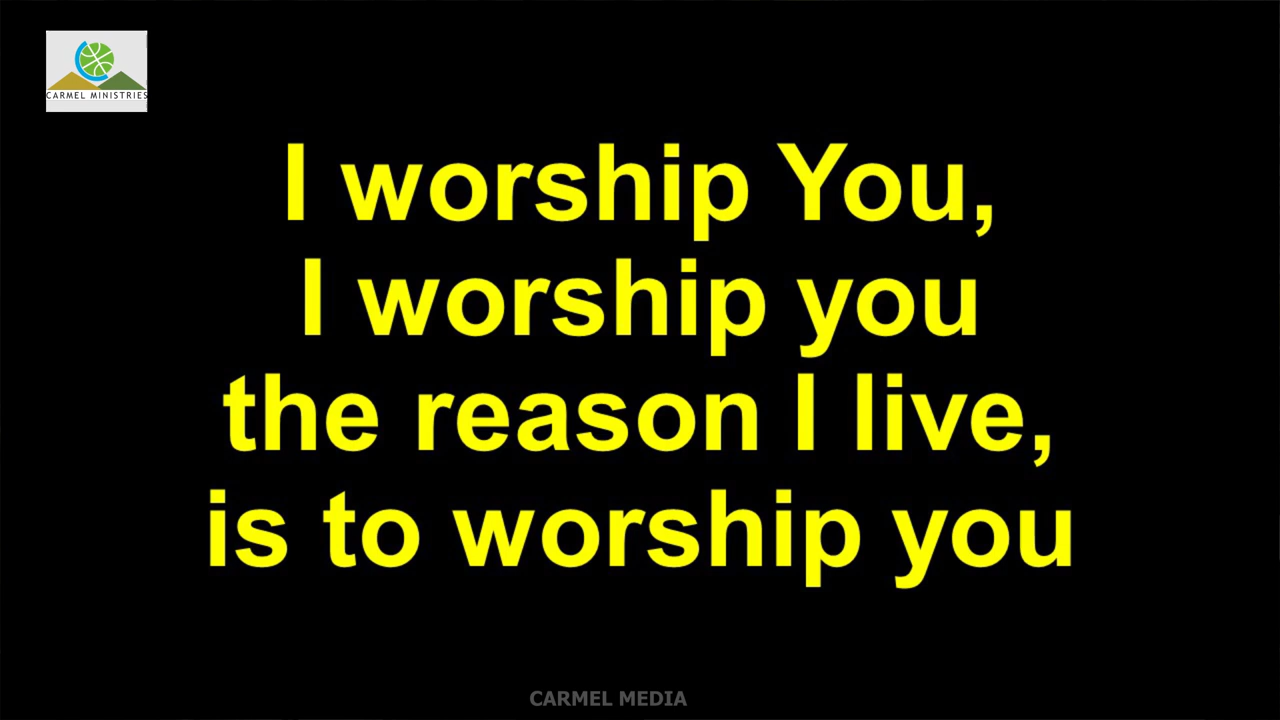 CARMEL MINISTRIES
I worship You,
I worship you
the reason I live,
is to worship you
CARMEL MEDIA